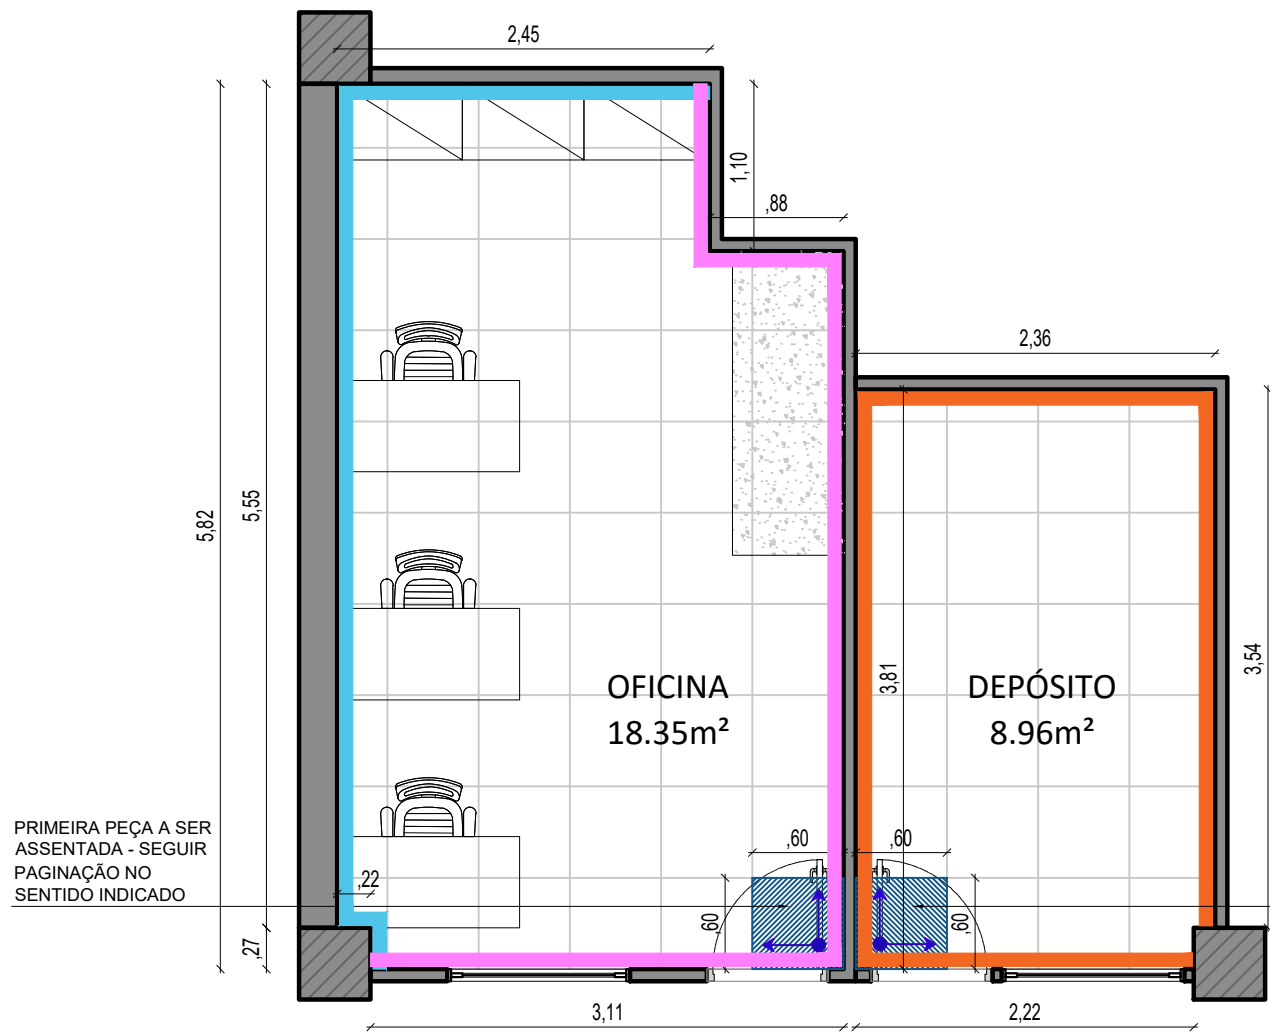 2,45
1,10
,88
2,36
5,82
5,55
3,81
3,54
OFICINA
18.35m²
DEPÓSITO
8.96m²
PRIMEIRA PEÇA A SER
ASSENTADA - SEGUIR
PAGINAÇÃO NO
SENTIDO INDICADO
,22
,27
,60
,60
,60
,60
3,11
2,22